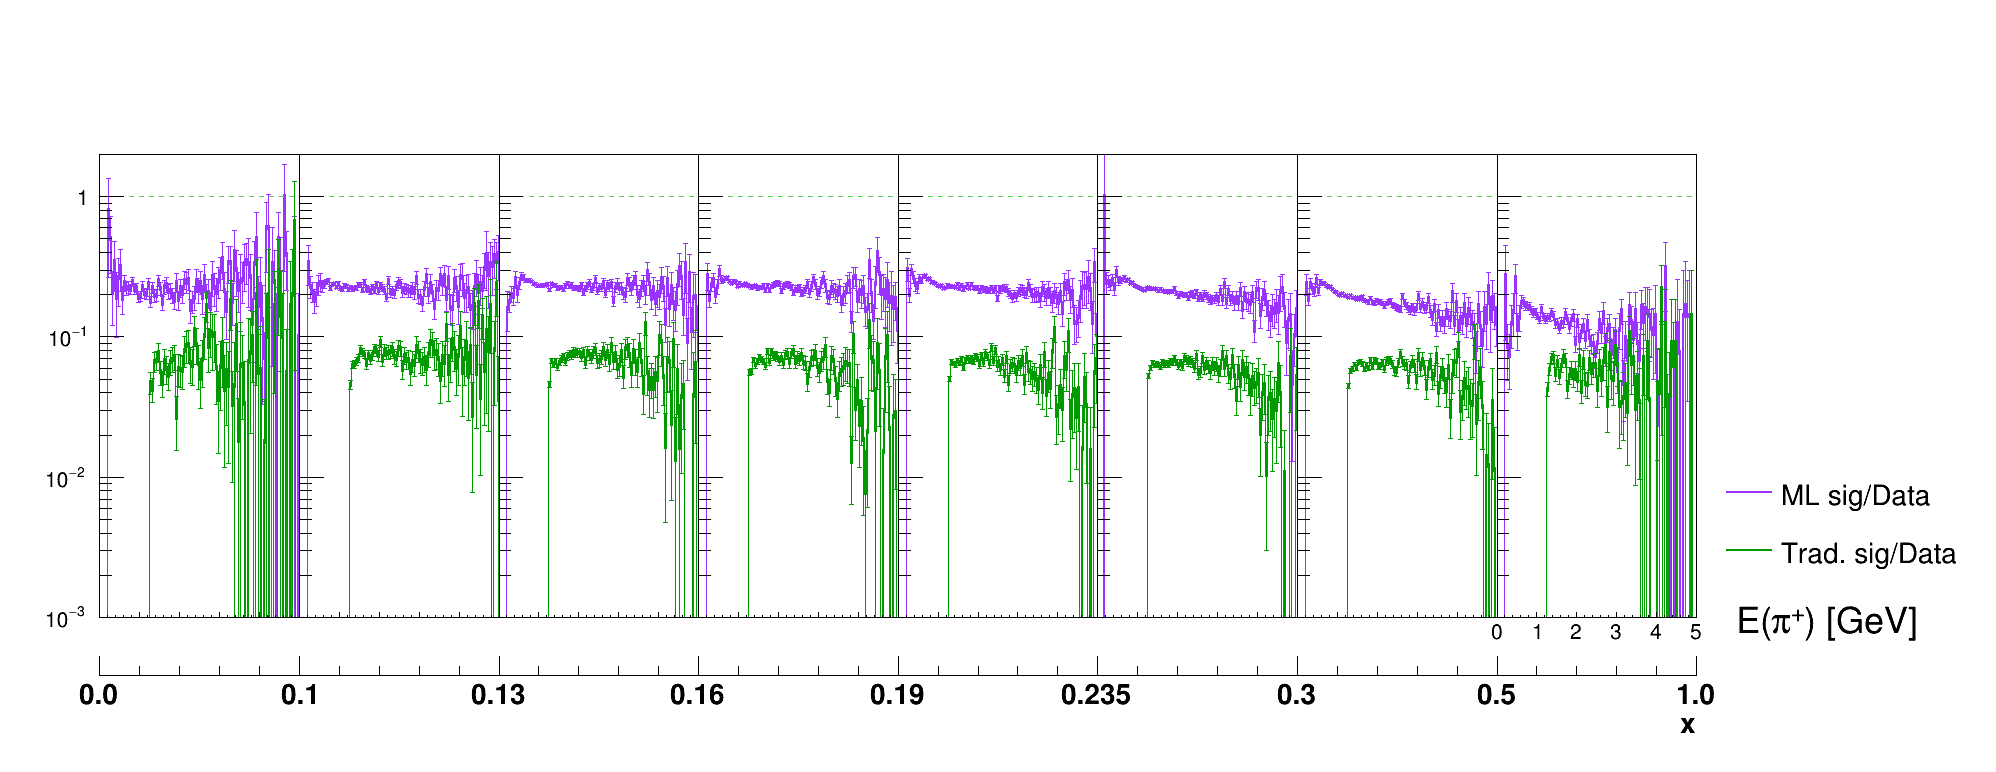 1
10⁻¹
10⁻²
10⁻³
ML sig/Data
Trad. sig/Data
E(π⁺) [GeV]
0 1 2 3 4 5
0.0 0.1 0.13 0.16 0.19 0.235 0.3 0.5 1.0
x